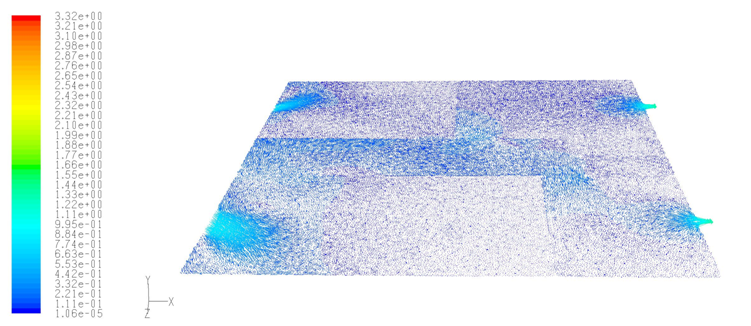 3.32e+00
3.21e+00
3.10e+00
2.98e+00
2.87e+00
2.76e+00
2.65e+00
2.54e+00
2.43e+00
2.32e+00
2.21e+00
2.10e+00
1.99e+00
1.88e+00
1.77e+00
1.66e+00
1.55e+00
1.44e+00
1.33e+00
1.22e+00
1.11e+00
9.95e-01
8.84e-01
7.74e-01
6.63e-01
5.53e-01
4.42e-01
3.32e-01
2.21e-01
1.11e-01
1.06e-05
Y
X
Z